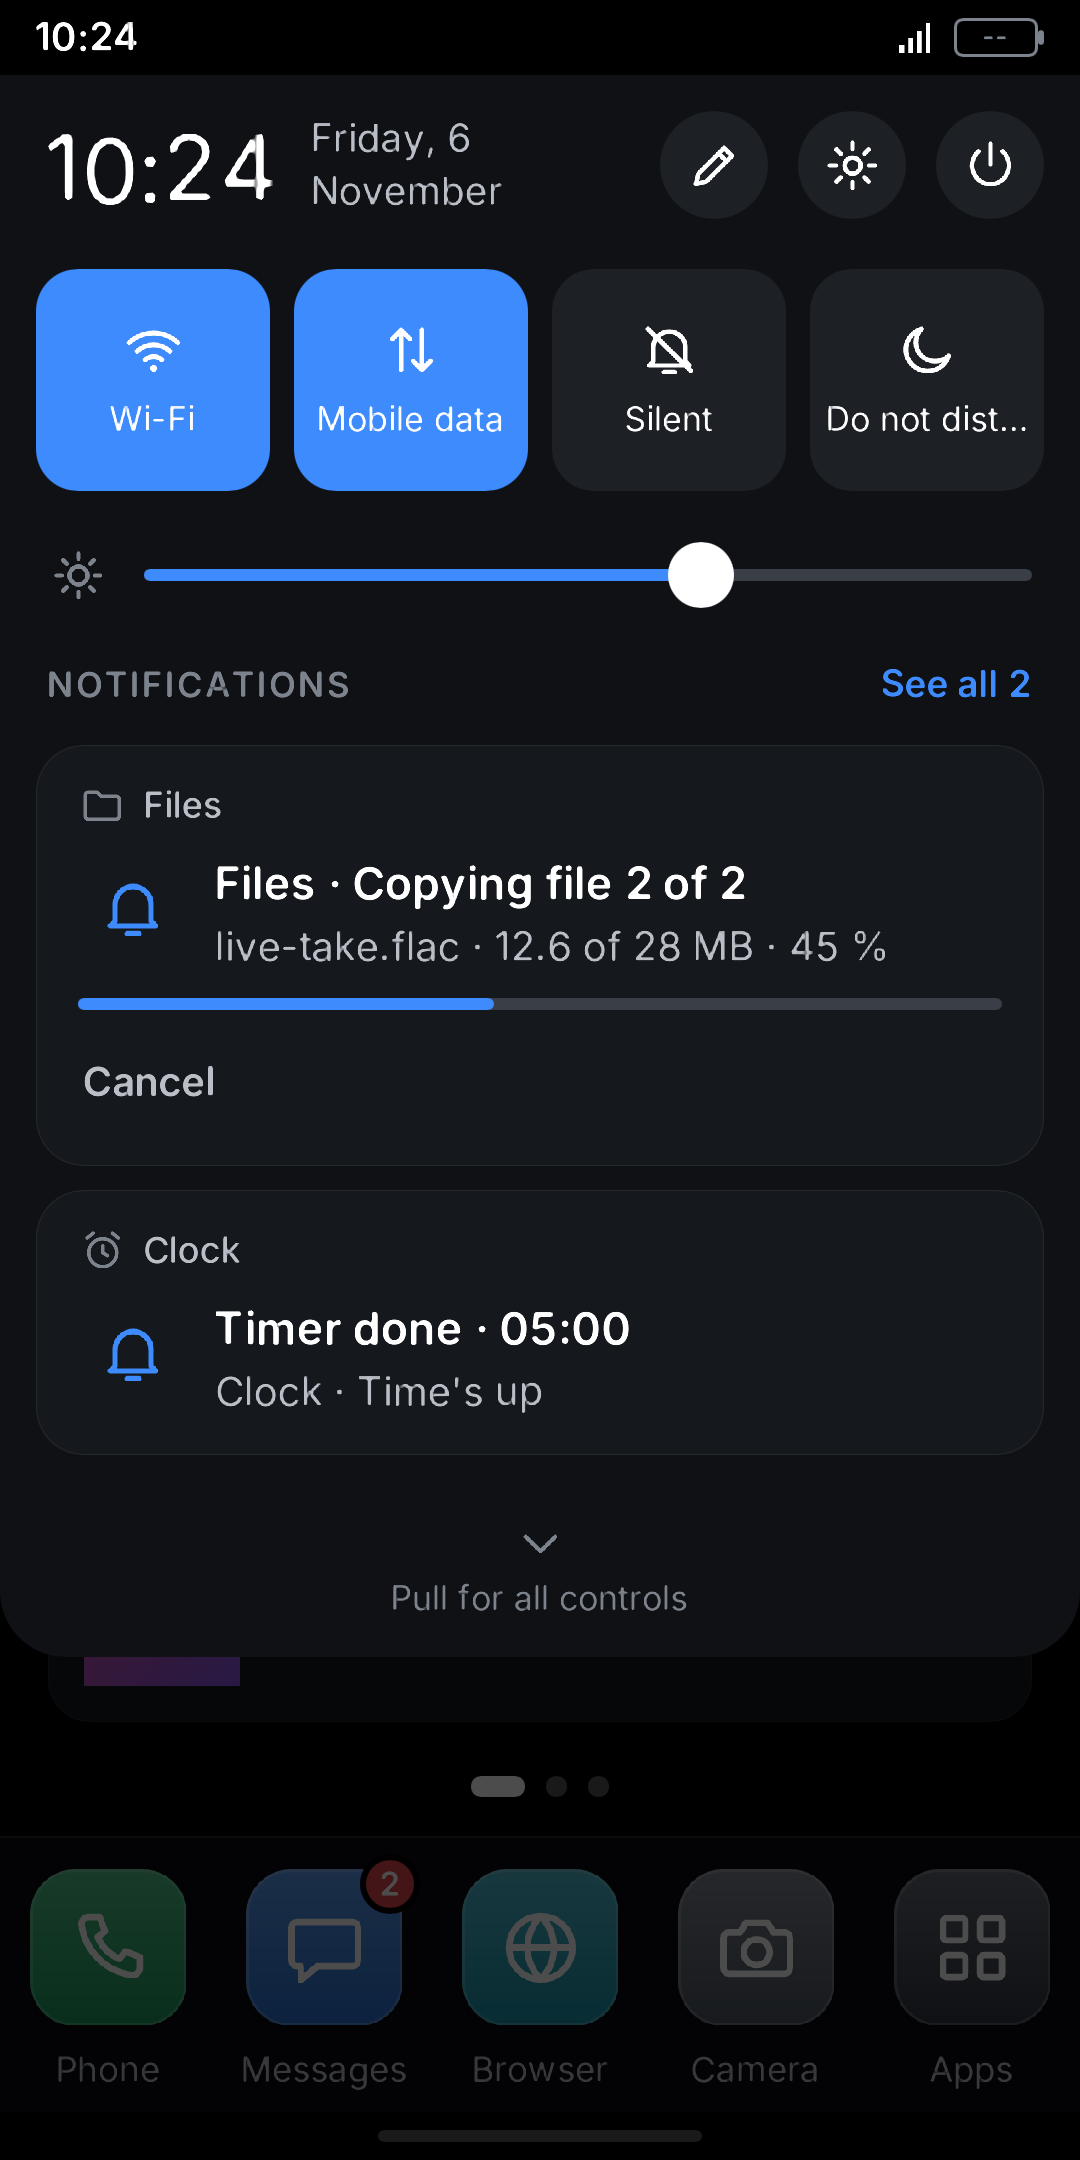 10:24
--
10:24
Friday, 6
November
Wi-Fi
Mobile data
Silent
Do not dist...
NOTIFICATIONS
See all 2
Files
Files · Copying file 2 of 2
live-take.flac · 12.6 of 28 MB · 45 %
Cancel
Clock
Timer done · 05:00
Clock · Time's up
Pull for all controls
2
Phone
Messages
Browser
Camera
Apps